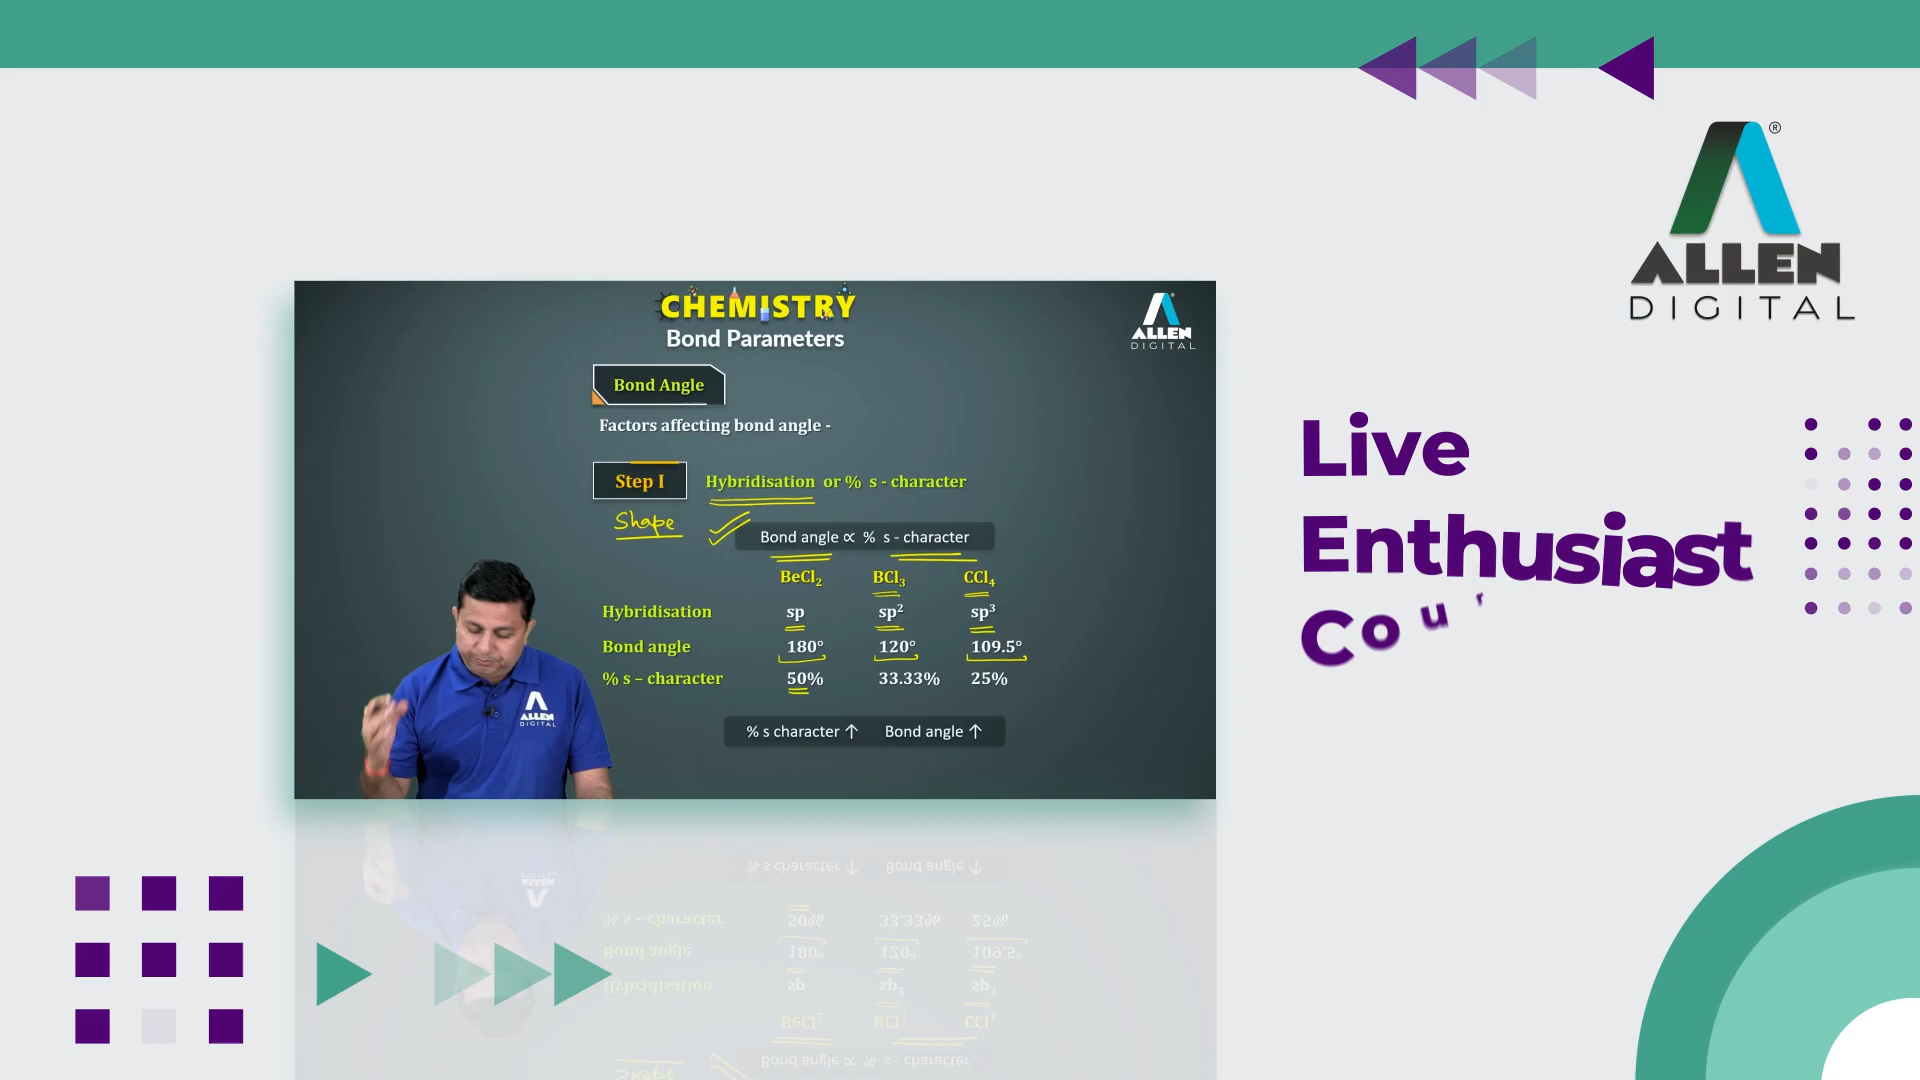 ®
ALLEN
DIGITAL
CHEMISTRY
Bond Parameters
ALLEN
DIGITAL
Bond Angle
Factors affecting bond angle -
Step I Hybridisation or % s - character
Shape
Bond angle ∝ % s - character
BeCl₂ BCl₃ CCl₄
Hybridisation sp sp² sp³
Bond angle 180° 120° 109.5°
% s – character 50% 33.33% 25%
% s character ↑ Bond angle ↑
ALLEN
DIGITAL
Live
Enthusiast
Cour